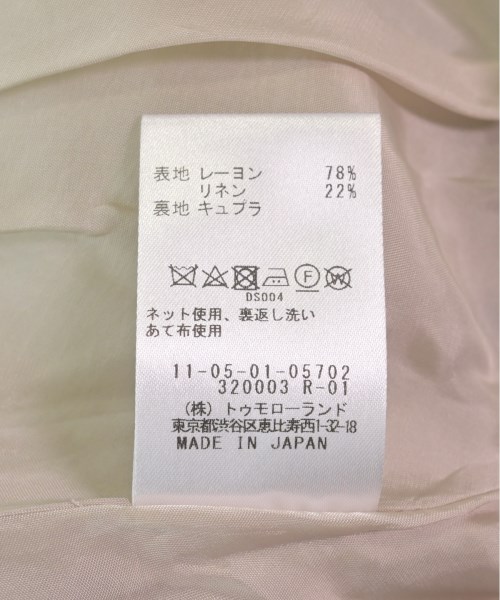 表地 レーヨン 78%
リネン 22%
裏地 キュプラ
F W
DS004
ネット使用、裏返し洗い
あて布使用
11-05-01-05702
320003 R-01
(株) トゥモローランド
東京都渋谷区恵比寿西1-32-18
MADE IN JAPAN